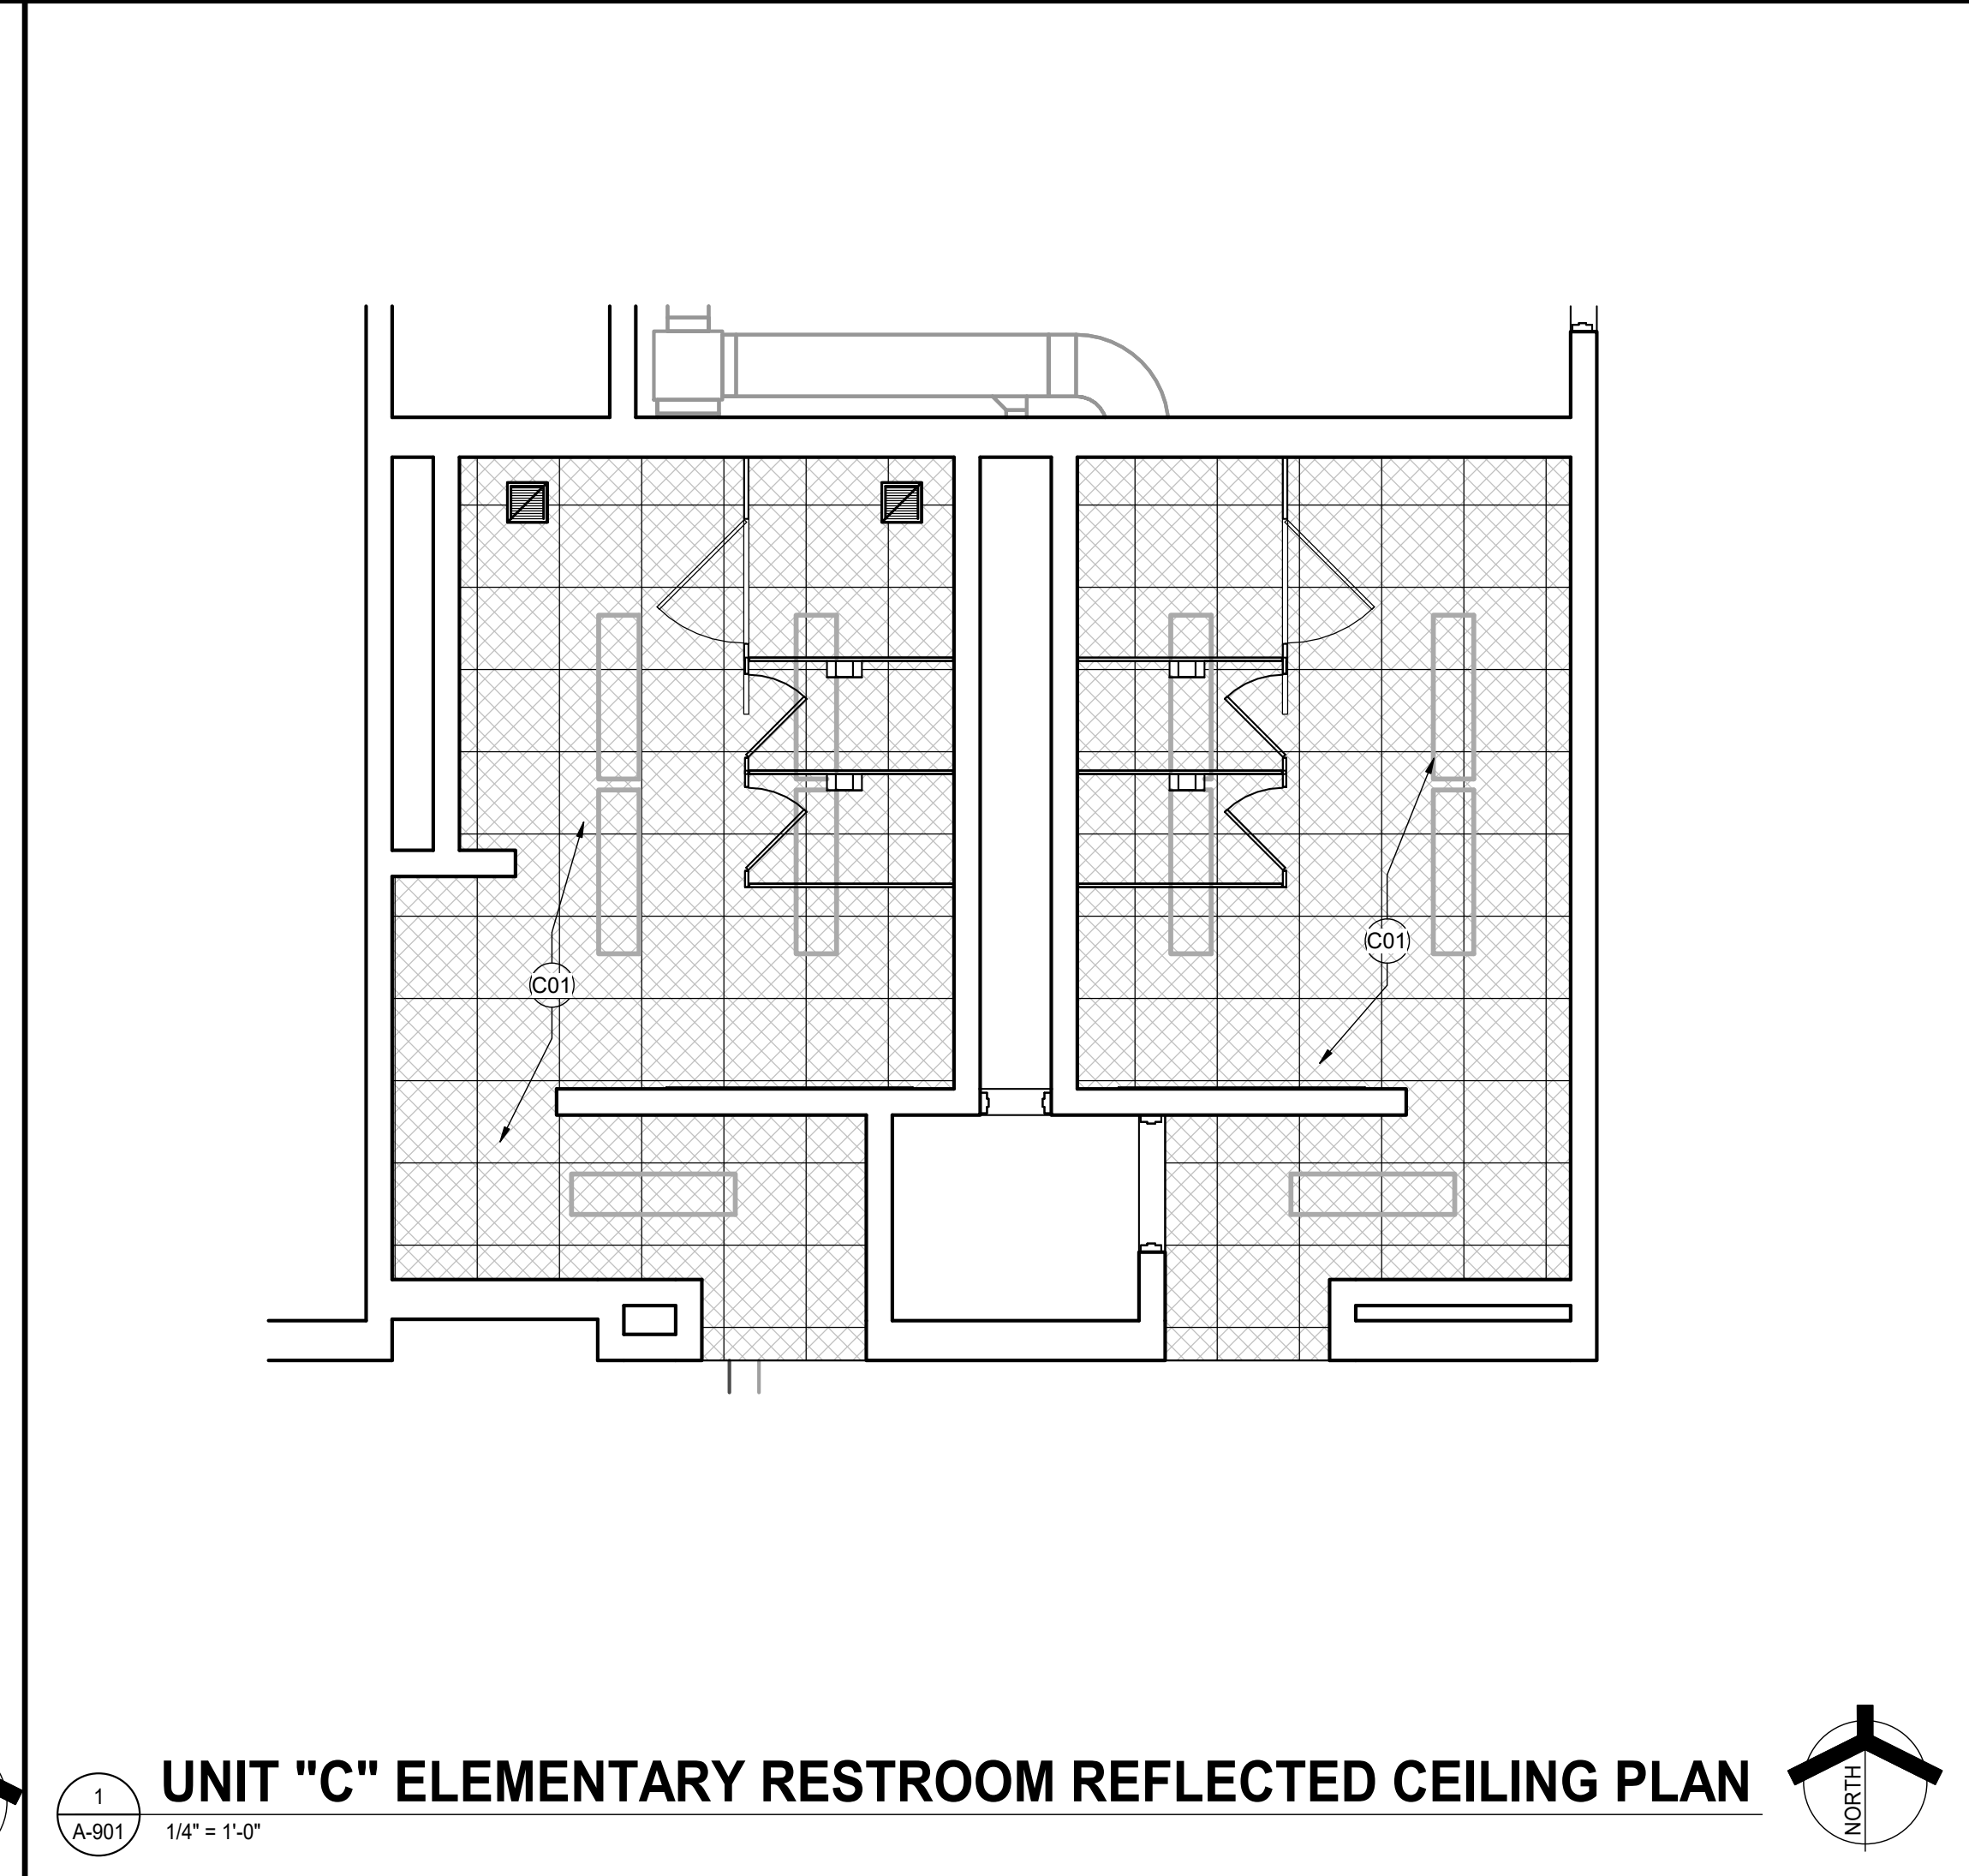 C01
C01
1
A-901
UNIT "C" ELEMENTARY RESTROOM REFLECTED CEILING PLAN
1/4" = 1'-0"
NORTH